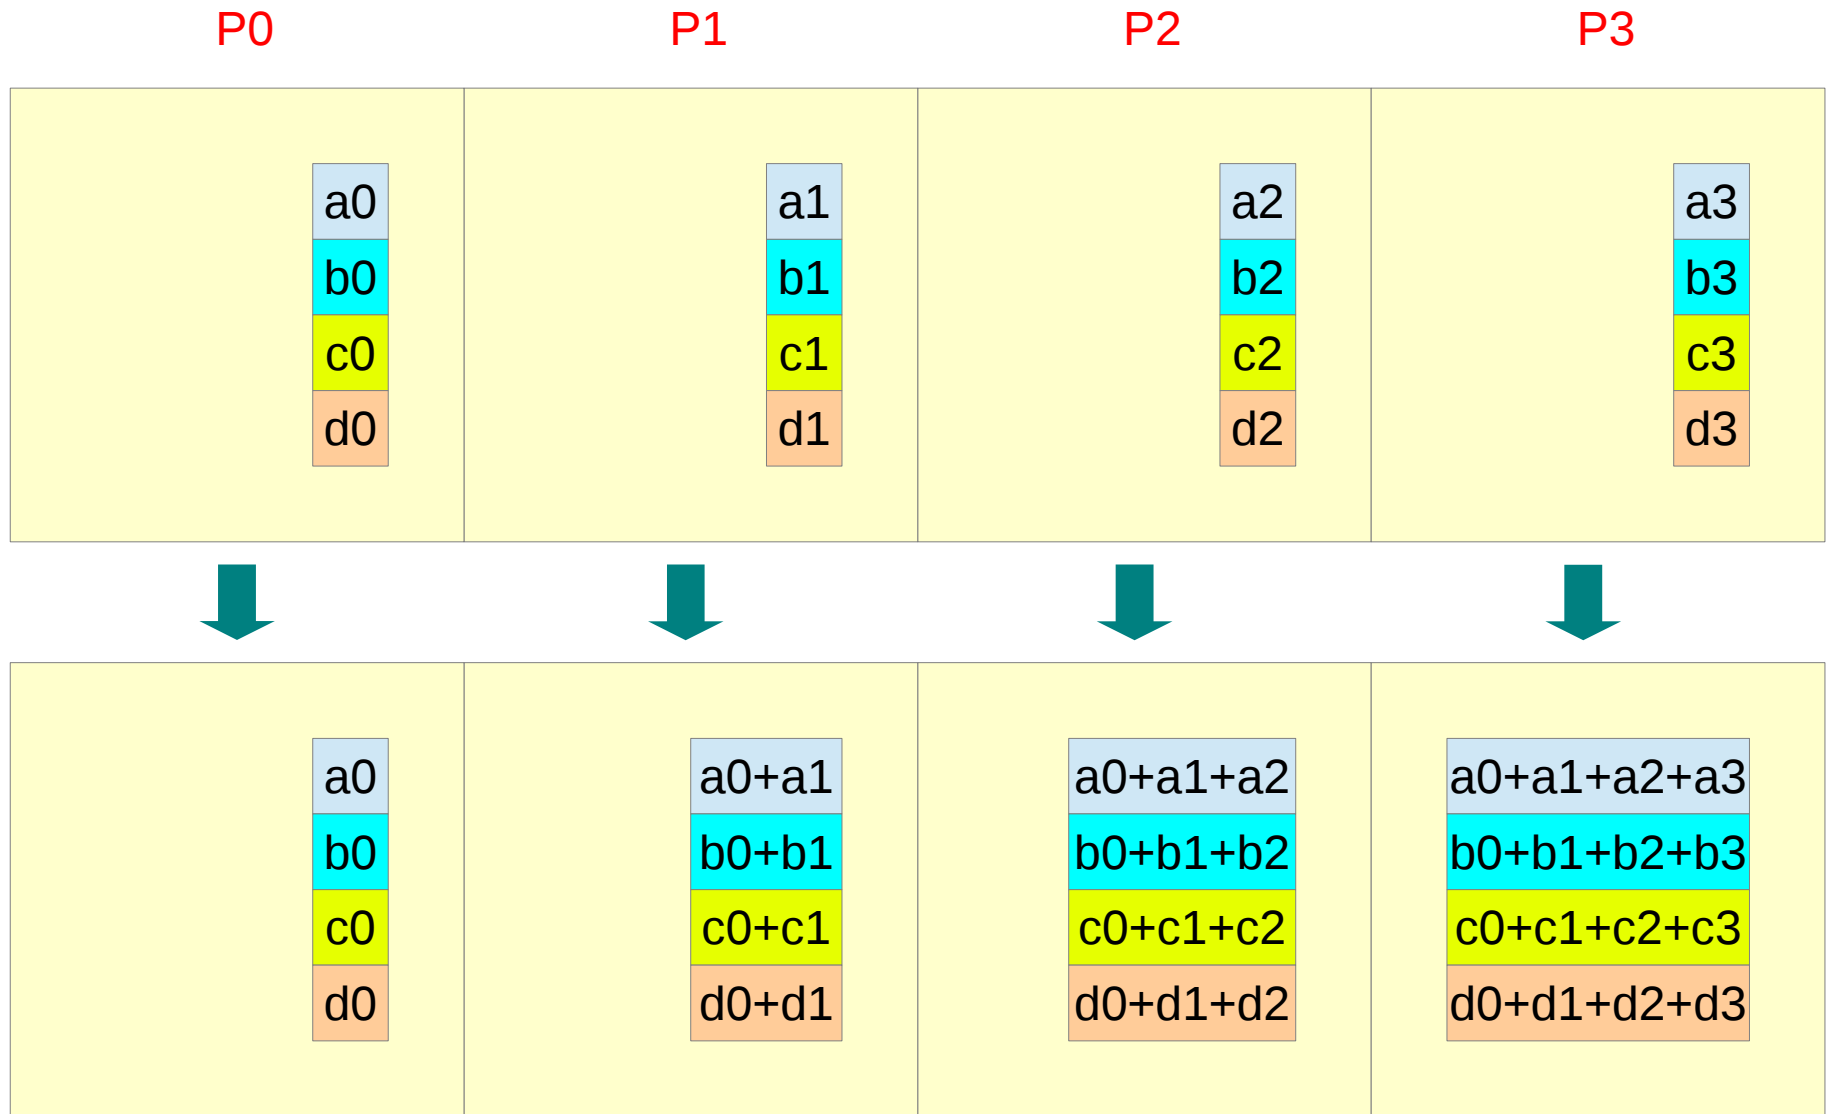 P0 P1 P2 P3
a0 a1 a2 a3
b0 b1 b2 b3
c0 c1 c2 c3
d0 d1 d2 d3
a0 a0+a1 a0+a1+a2 a0+a1+a2+a3
b0 b0+b1 b0+b1+b2 b0+b1+b2+b3
c0 c0+c1 c0+c1+c2 c0+c1+c2+c3
d0 d0+d1 d0+d1+d2 d0+d1+d2+d3